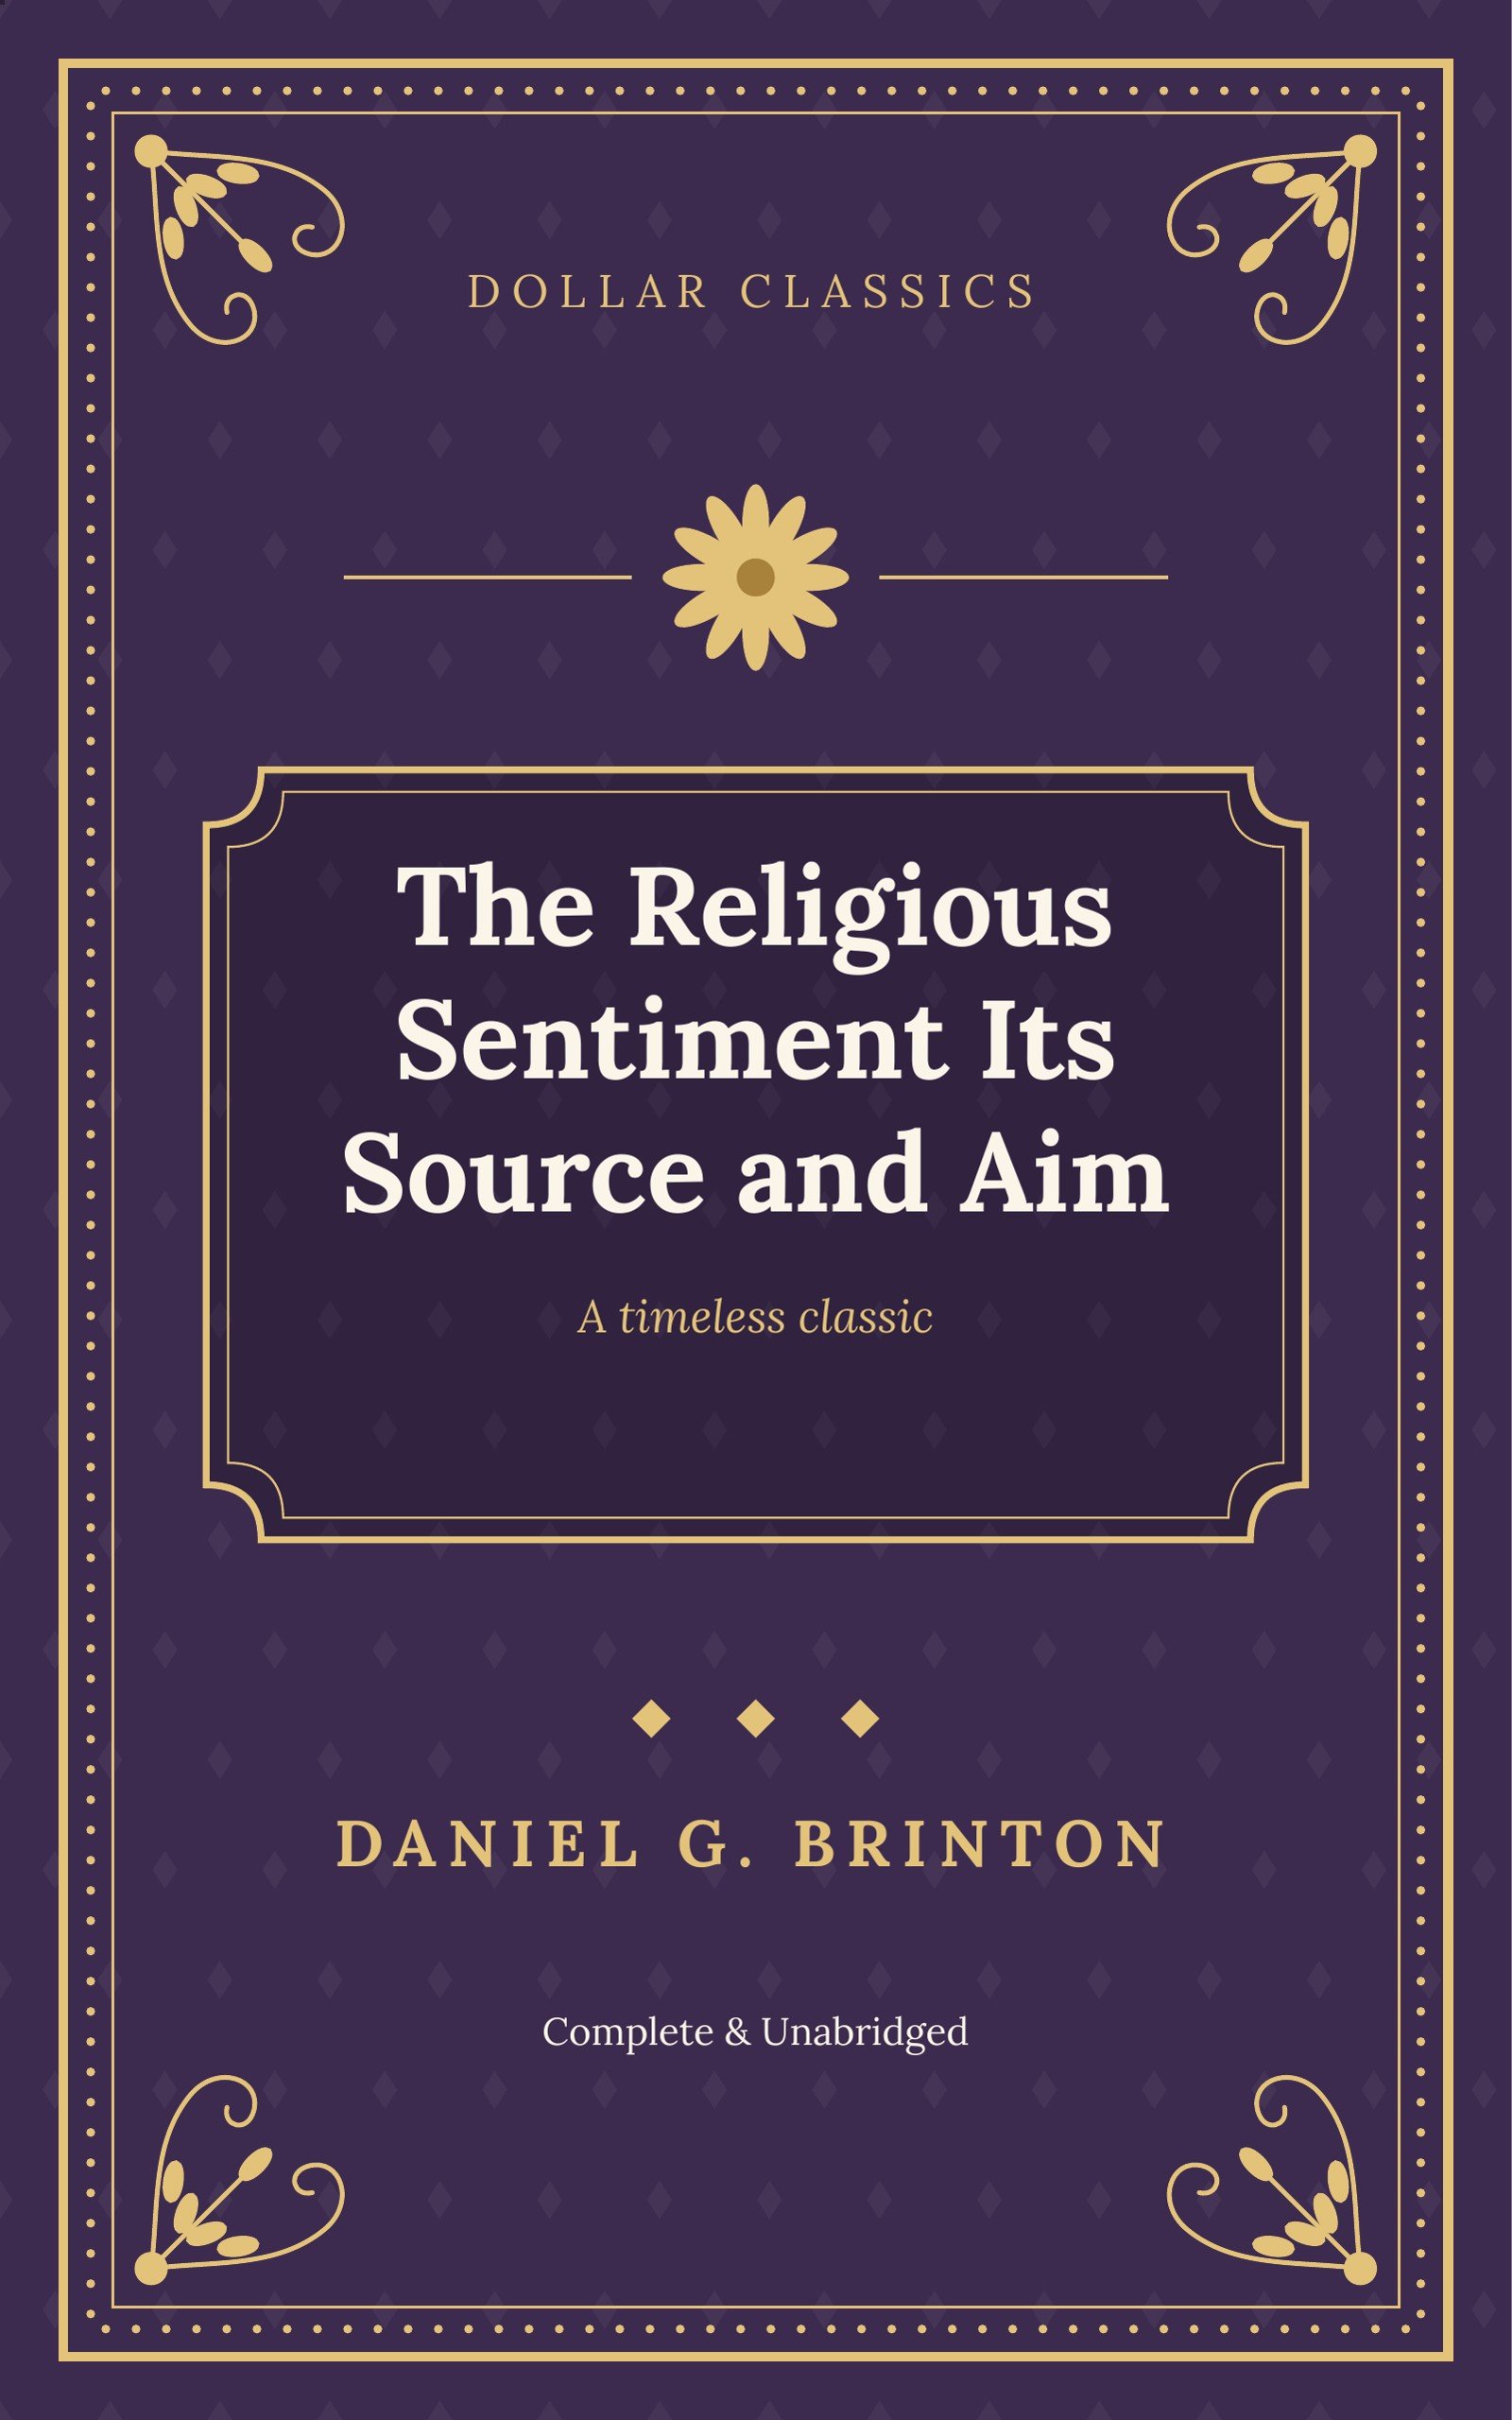 DOLLAR CLASSICS
The Religious
Sentiment Its
Source and Aim
A timeless classic
DANIEL G. BRINTON
Complete & Unabridged